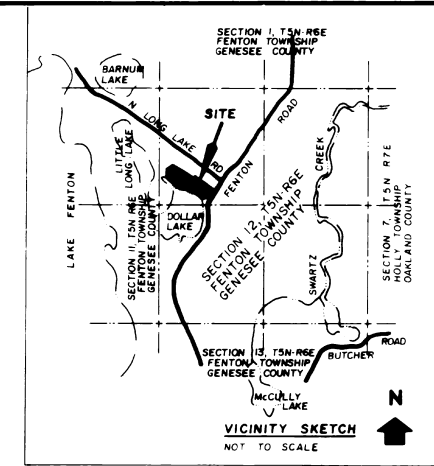 SECTION 1, T5N-R6E
FENTON TOWNSHIP
GENESEE COUNTY
BARNUM
LAKE
N LONG LAKE RD
SITE
FENTON ROAD
LITTLE
LONG LAKE
LAKE FENTON
SECTION 11, T5N R6E
FENTON TOWNSHIP
GENESEE COUNTY
DOLLAR
LAKE
SECTION 12, T5N-R6E
FENTON TOWNSHIP
GENESEE COUNTY
SWARTZ CREEK
SECTION 7, T5N R7E
HOLLY TOWNSHIP
OAKLAND COUNTY
SECTION 13, T5N-R6E
FENTON TOWNSHIP
GENESEE COUNTY
BUTCHER ROAD
McCULLY
LAKE
N
VICINITY SKETCH
NOT TO SCALE